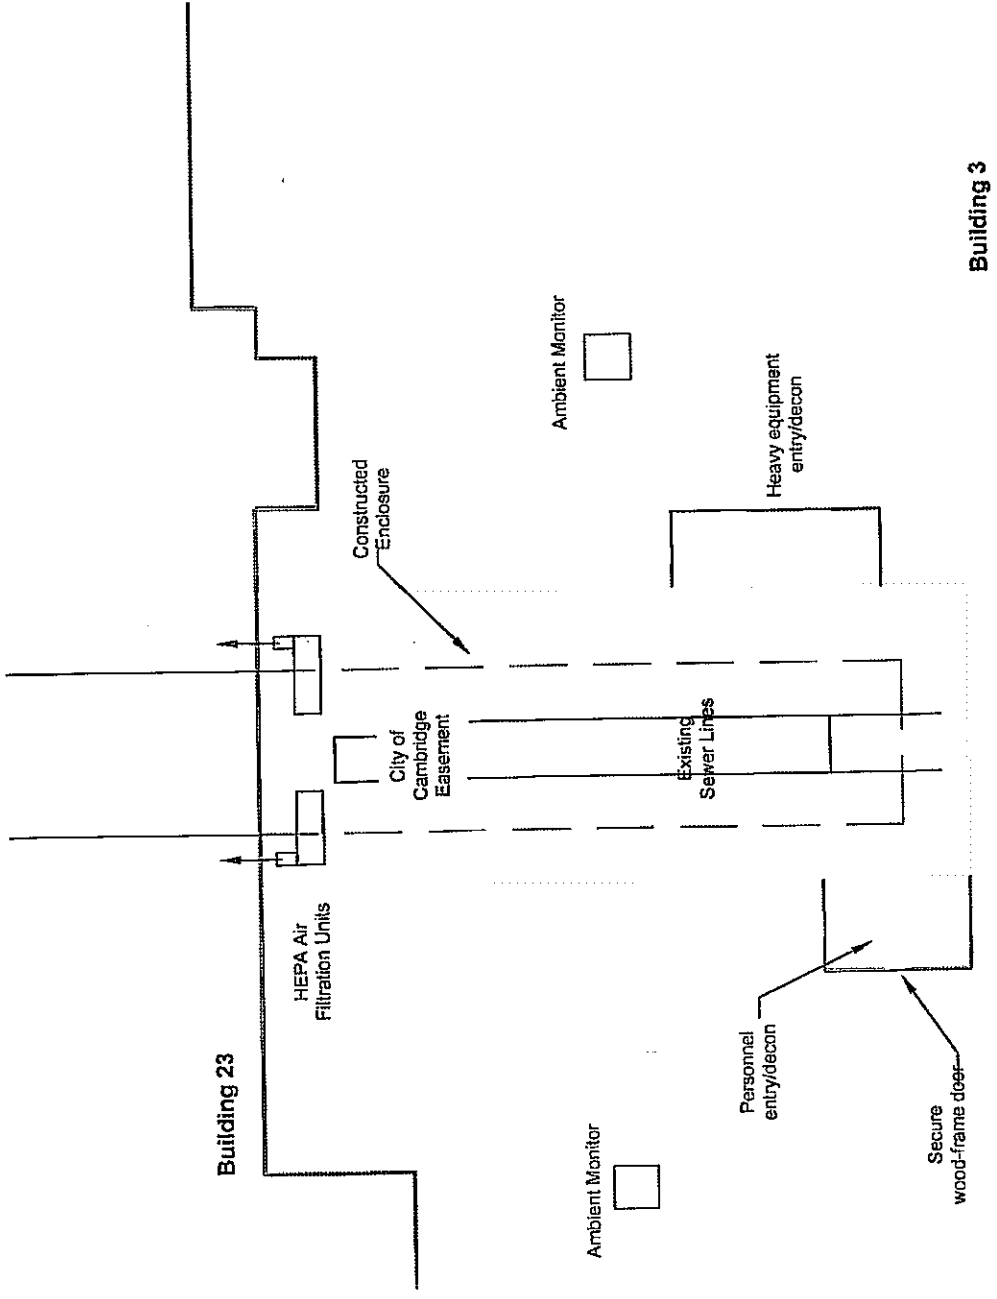 Building 23
HEPA Air
Filtration Units
City of
Cambridge
Easement
Constructed
Enclosure
Ambient Monitor
Ambient Monitor
Existing
Sewer Lines
Heavy equipment
entry/decon
Personnel
entry/decon
Secure
wood-frame door
Building 3